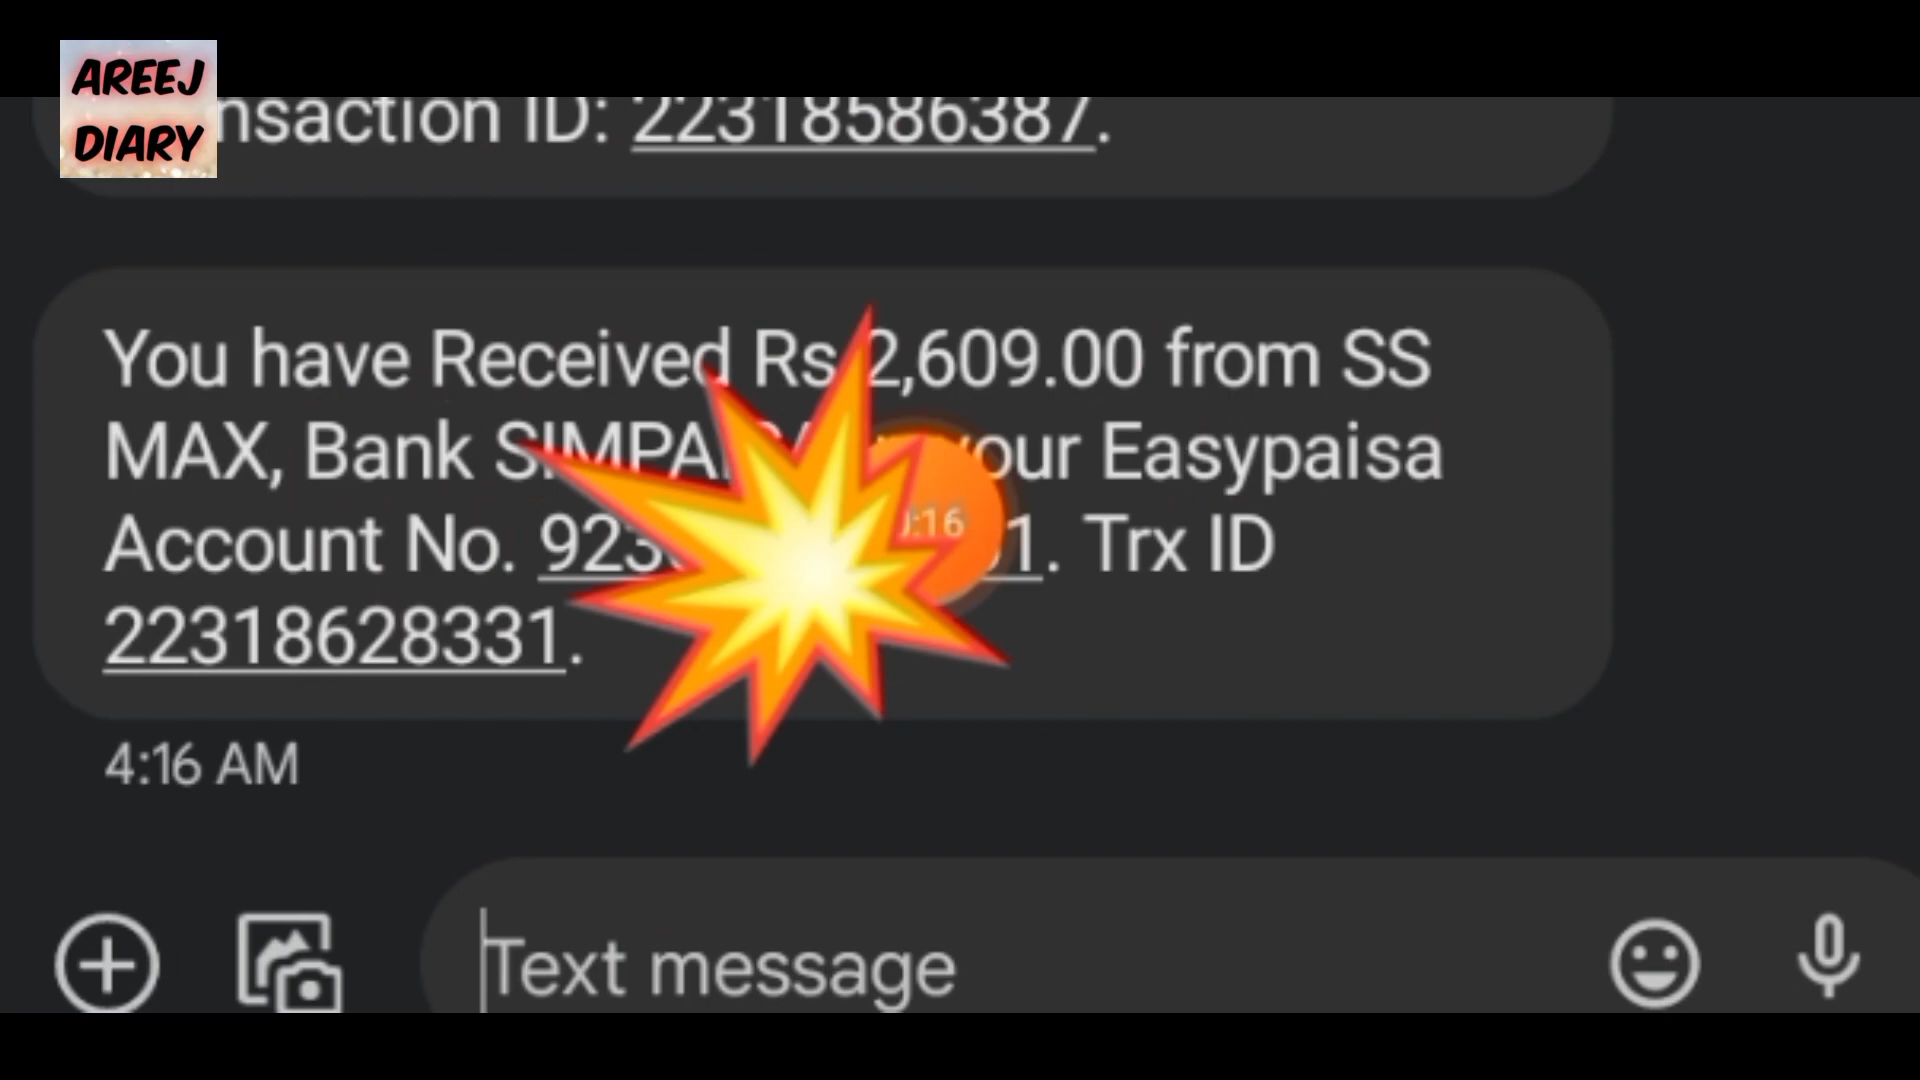 AREEJ
DIARY
nsaction ID: 22318586387.
You have Received Rs 2,609.00 from SS
MAX, Bank your Easypaisa
Account No. Trx ID
22318628331.
4:16 AM
Text message